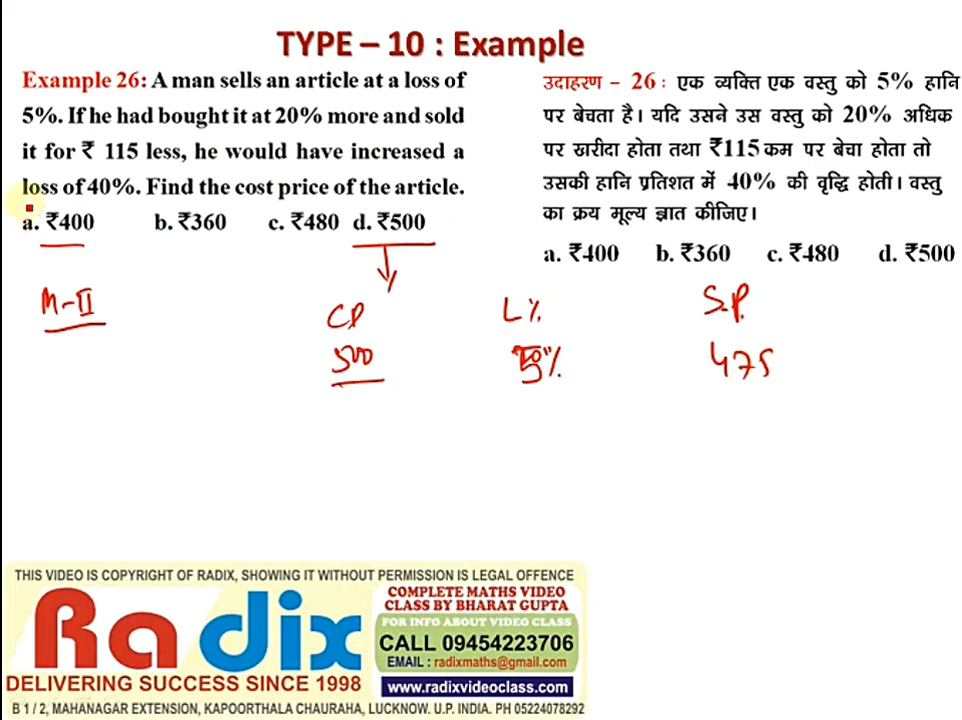 TYPE – 10 : Example
Example 26: A man sells an article at a loss of
5%. If he had bought it at 20% more and sold
it for ₹ 115 less, he would have increased a
loss of 40%. Find the cost price of the article.
a. ₹400 b. ₹360 c. ₹480 d. ₹500
उदाहरण – 26 : एक व्यक्ति एक वस्तु को 5% हानि
पर बेचता है। यदि उसने उस वस्तु को 20% अधिक
पर खरीदा होता तथा ₹115 कम पर बेचा होता तो
उसकी हानि प्रतिशत में 40% की वृद्धि होती। वस्तु
का क्रय मूल्य ज्ञात कीजिए।
a. ₹400 b. ₹360 c. ₹480 d. ₹500
M-II
CP L% S.P.
500 5% 475
THIS VIDEO IS COPYRIGHT OF RADIX, SHOWING IT WITHOUT PERMISSION IS LEGAL OFFENCE
Radix
DELIVERING SUCCESS SINCE 1998
COMPLETE MATHS VIDEO
CLASS BY BHARAT GUPTA
FOR INFO ABOUT VIDEO CLASS
CALL 09454223706
EMAIL : radixmaths@gmail.com
www.radixvideoclass.com
B 1 / 2, MAHANAGAR EXTENSION, KAPOORTHALA CHAURAHA, LUCKNOW. U.P. INDIA. PH 05224078292